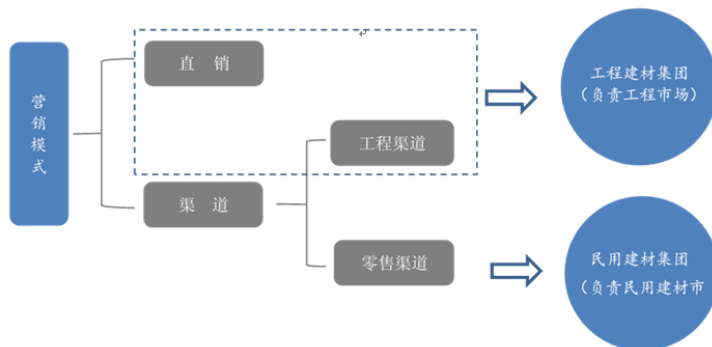 营销模式
直 销
渠 道
工程渠道
零售渠道
工程建材集团
（负责工程市场）
民用建材集团
（负责民用建材市